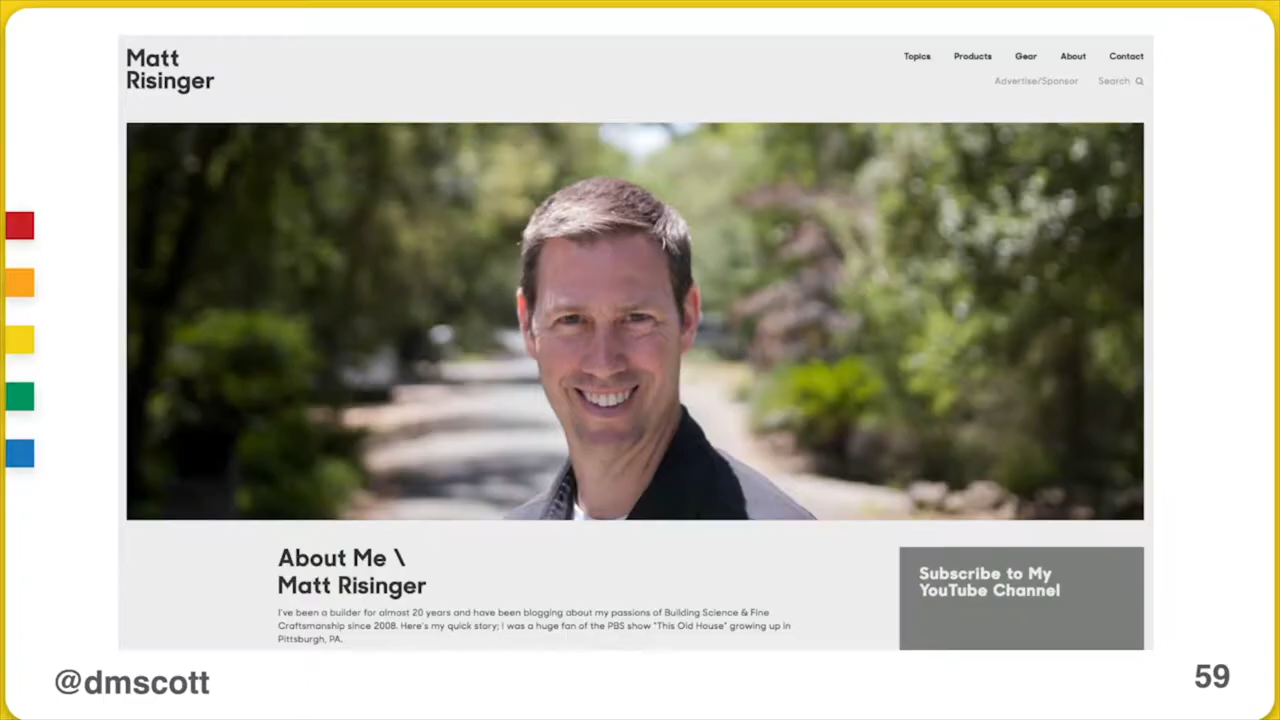 Matt
Risinger
Topics Products Gear About Contact
Advertise/Sponsor Search
About Me \
Matt Risinger
I've been a builder for almost 20 years and have been blogging about my passions of Building Science & Fine
Craftsmanship since 2008. Here's my quick story; I was a huge fan of the PBS show "This Old House" growing up in
Pittsburgh, PA.
Subscribe to My
YouTube Channel
@dmscott
59